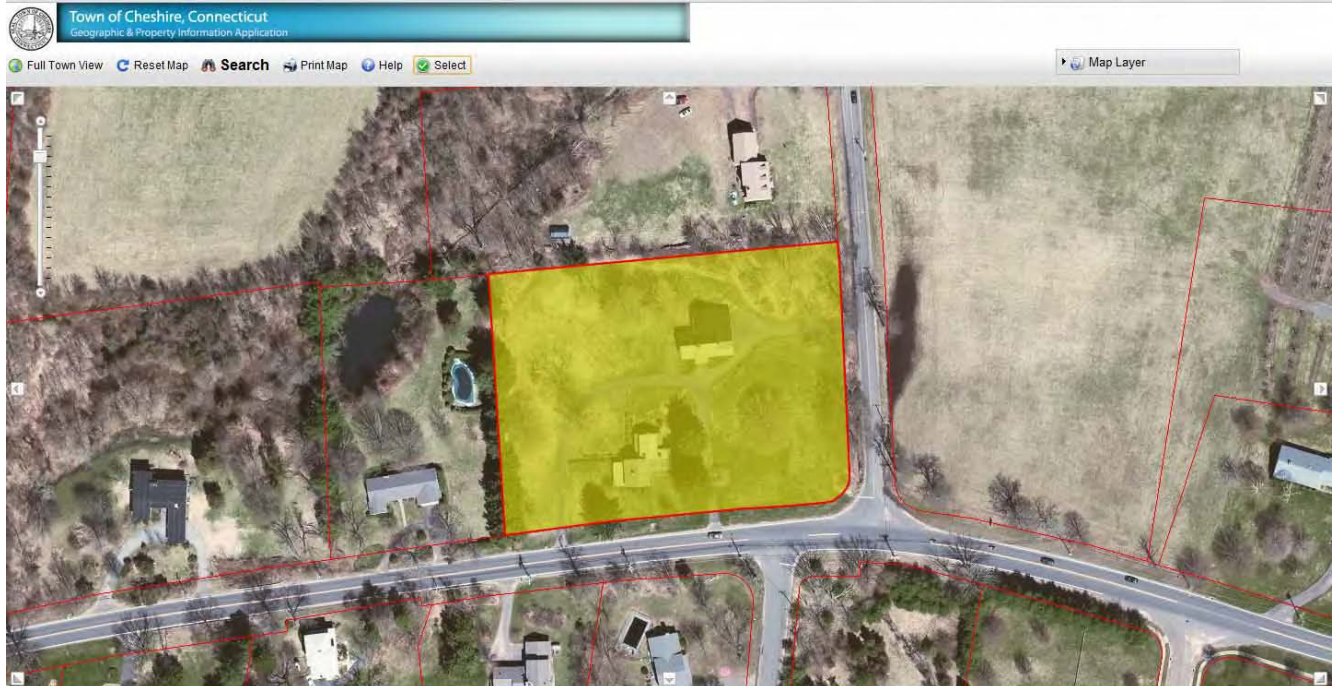 Town of Cheshire, Connecticut
Geographic & Property Information Application
Full Town View Reset Map Search Print Map Help Select
Map Layer